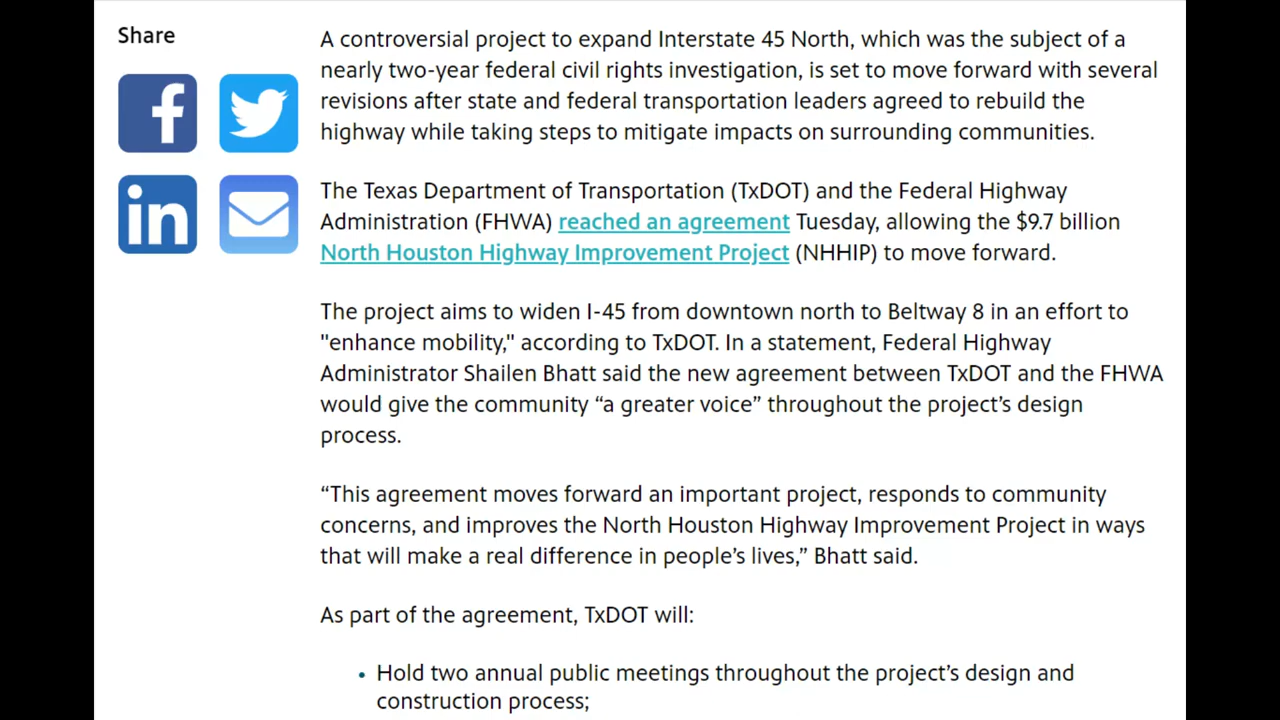 Share
A controversial project to expand Interstate 45 North, which was the subject of a
nearly two-year federal civil rights investigation, is set to move forward with several
revisions after state and federal transportation leaders agreed to rebuild the
highway while taking steps to mitigate impacts on surrounding communities.
The Texas Department of Transportation (TxDOT) and the Federal Highway
Administration (FHWA) reached an agreement Tuesday, allowing the $9.7 billion
North Houston Highway Improvement Project (NHHIP) to move forward.
The project aims to widen I-45 from downtown north to Beltway 8 in an effort to
"enhance mobility," according to TxDOT. In a statement, Federal Highway
Administrator Shailen Bhatt said the new agreement between TxDOT and the FHWA
would give the community “a greater voice” throughout the project’s design
process.
“This agreement moves forward an important project, responds to community
concerns, and improves the North Houston Highway Improvement Project in ways
that will make a real difference in people’s lives,” Bhatt said.
As part of the agreement, TxDOT will:
• Hold two annual public meetings throughout the project’s design and
construction process;